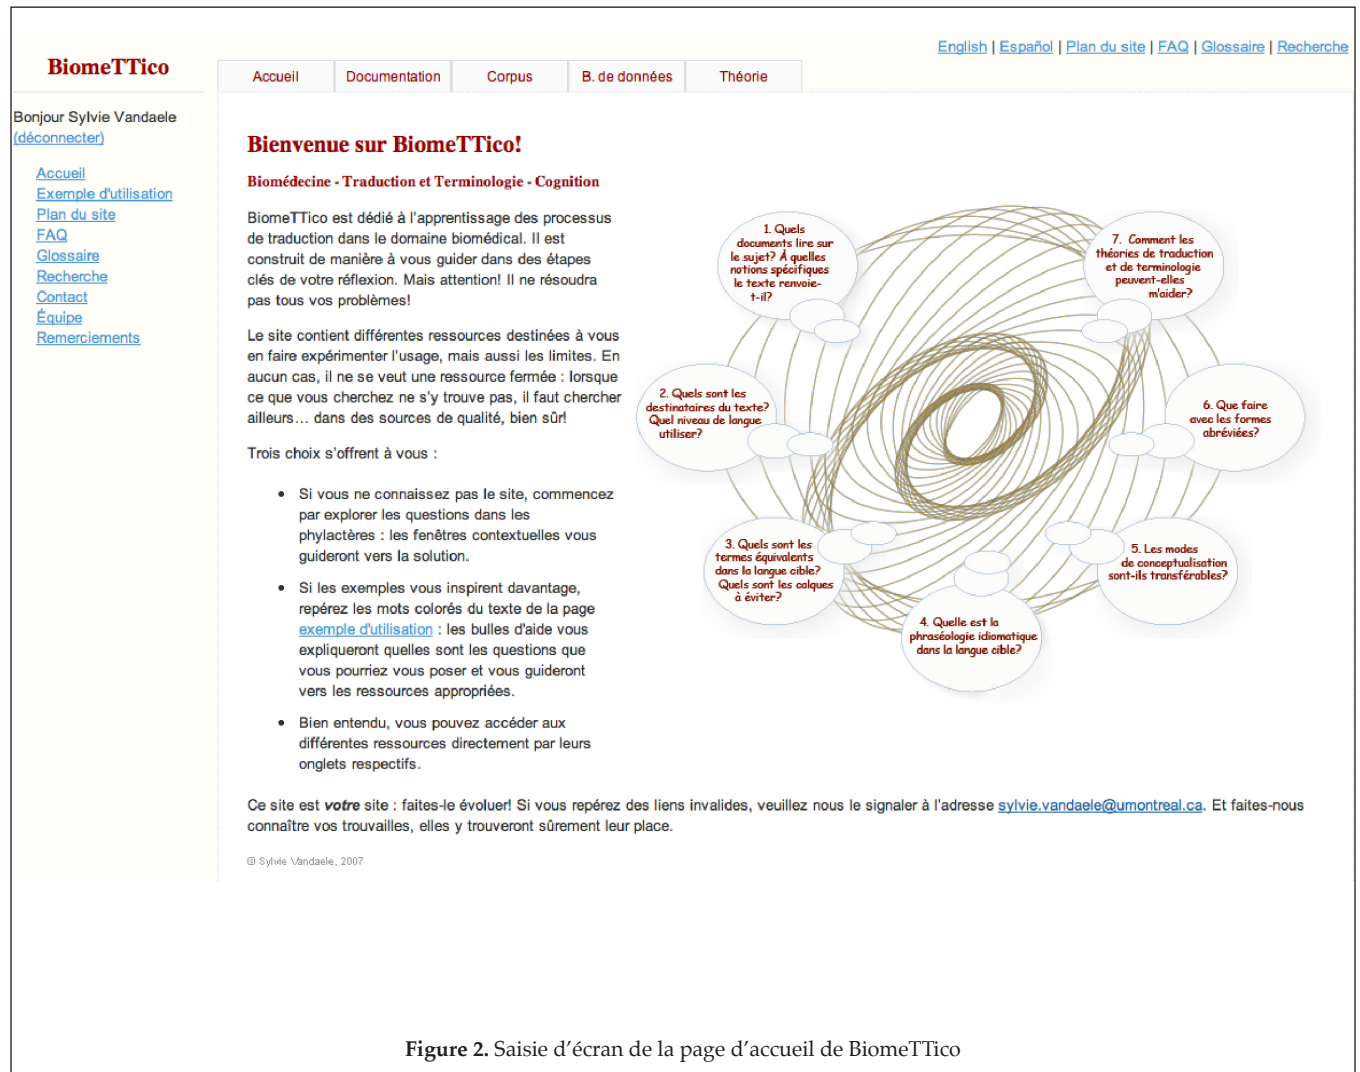 English | Español | Plan du site | FAQ | Glossaire | Recherche
BiomeTTico
Accueil
Documentation
Corpus
B. de données
Théorie
Bonjour Sylvie Vandaele
(déconnecter)
Accueil
Exemple d'utilisation
Plan du site
FAQ
Glossaire
Recherche
Contact
Équipe
Remerciements
Bienvenue sur BiomeTTico!
Biomédecine - Traduction et Terminologie - Cognition
BiomeTTico est dédié à l'apprentissage des processus
de traduction dans le domaine biomédical. Il est
construit de manière à vous guider dans des étapes
clés de votre réflexion. Mais attention! Il ne résoudra
pas tous vos problèmes!
Le site contient différentes ressources destinées à vous
en faire expérimenter l'usage, mais aussi les limites. En
aucun cas, il ne se veut une ressource fermée : lorsque
ce que vous cherchez ne s'y trouve pas, il faut chercher
ailleurs… dans des sources de qualité, bien sûr!
Trois choix s'offrent à vous :
• Si vous ne connaissez pas le site, commencez
par explorer les questions dans les
phylactères : les fenêtres contextuelles vous
guideront vers la solution.
• Si les exemples vous inspirent davantage,
repérez les mots colorés du texte de la page
exemple d'utilisation : les bulles d'aide vous
expliqueront quelles sont les questions que
vous pourriez vous poser et vous guideront
vers les ressources appropriées.
• Bien entendu, vous pouvez accéder aux
différentes ressources directement par leurs
onglets respectifs.
1. Quels
documents lire sur
le sujet? À quelles
notions spécifiques
le texte renvoie-
t-il?
2. Quels sont les
destinataires du texte?
Quel niveau de langue
utiliser?
3. Quels sont les
termes équivalents
dans la langue cible?
Quels sont les calques
à éviter?
4. Quelle est la
phraséologie idiomatique
dans la langue cible?
5. Les modes
de conceptualisation
sont-ils transférables?
6. Que faire
avec les formes
abréviées?
7. Comment les
théories de traduction
et de terminologie
peuvent-elles
m'aider?
Ce site est votre site : faites-le évoluer! Si vous repérez des liens invalides, veuillez nous le signaler à l'adresse sylvie.vandaele@umontreal.ca. Et faites-nous
connaître vos trouvailles, elles y trouveront sûrement leur place.
© Sylvie Vandaele, 2007
Figure 2. Saisie d'écran de la page d'accueil de BiomeTTico